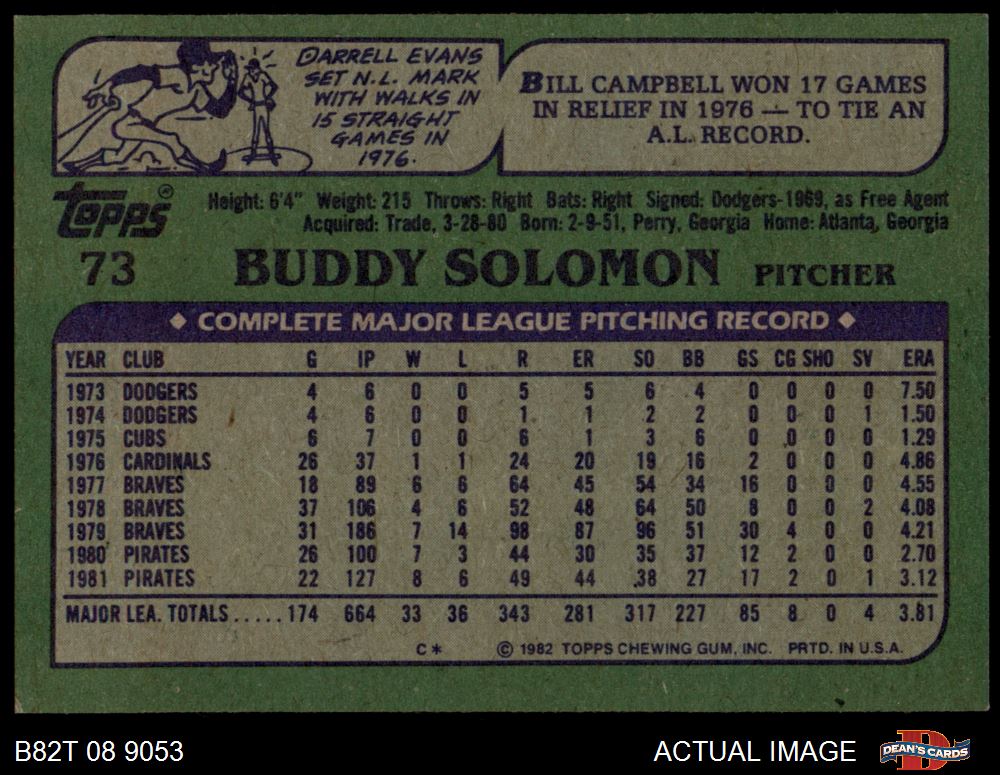 DARRELL EVANS
SET N.L. MARK
WITH WALKS IN
15 STRAIGHT
GAMES IN
1976.
BILL CAMPBELL WON 17 GAMES
IN RELIEF IN 1976 — TO TIE AN
A.L. RECORD.
Topps®
Height: 6'4" Weight: 215 Throws: Right Bats: Right Signed: Dodgers-1969, as Free Agent
Acquired: Trade, 3-28-80 Born: 2-9-51, Perry, Georgia Home: Atlanta, Georgia
73 BUDDY SOLOMON PITCHER
◆ COMPLETE MAJOR LEAGUE PITCHING RECORD ◆
YEAR CLUB G IP W L R ER SO BB GS CG SHO SV ERA
1973 DODGERS 4 6 0 0 5 5 6 4 0 0 0 0 7.50
1974 DODGERS 4 6 0 0 1 1 2 2 0 0 0 1 1.50
1975 CUBS 6 7 0 0 6 1 3 6 0 0 0 0 1.29
1976 CARDINALS 26 37 1 1 24 20 19 16 2 0 0 0 4.86
1977 BRAVES 18 89 6 6 64 45 54 34 16 0 0 0 4.55
1978 BRAVES 37 106 4 6 52 48 64 50 8 0 0 2 4.08
1979 BRAVES 31 186 7 14 98 87 96 51 30 4 0 0 4.21
1980 PIRATES 26 100 7 3 44 30 35 37 12 2 0 0 2.70
1981 PIRATES 22 127 8 6 49 44 38 27 17 2 0 1 3.12
MAJOR LEA. TOTALS ..... 174 664 33 36 343 281 317 227 85 8 0 4 3.81
C* © 1982 TOPPS CHEWING GUM, INC. PRTD. IN U.S.A.
B82T 08 9053 ACTUAL IMAGE DEAN'S CARDS